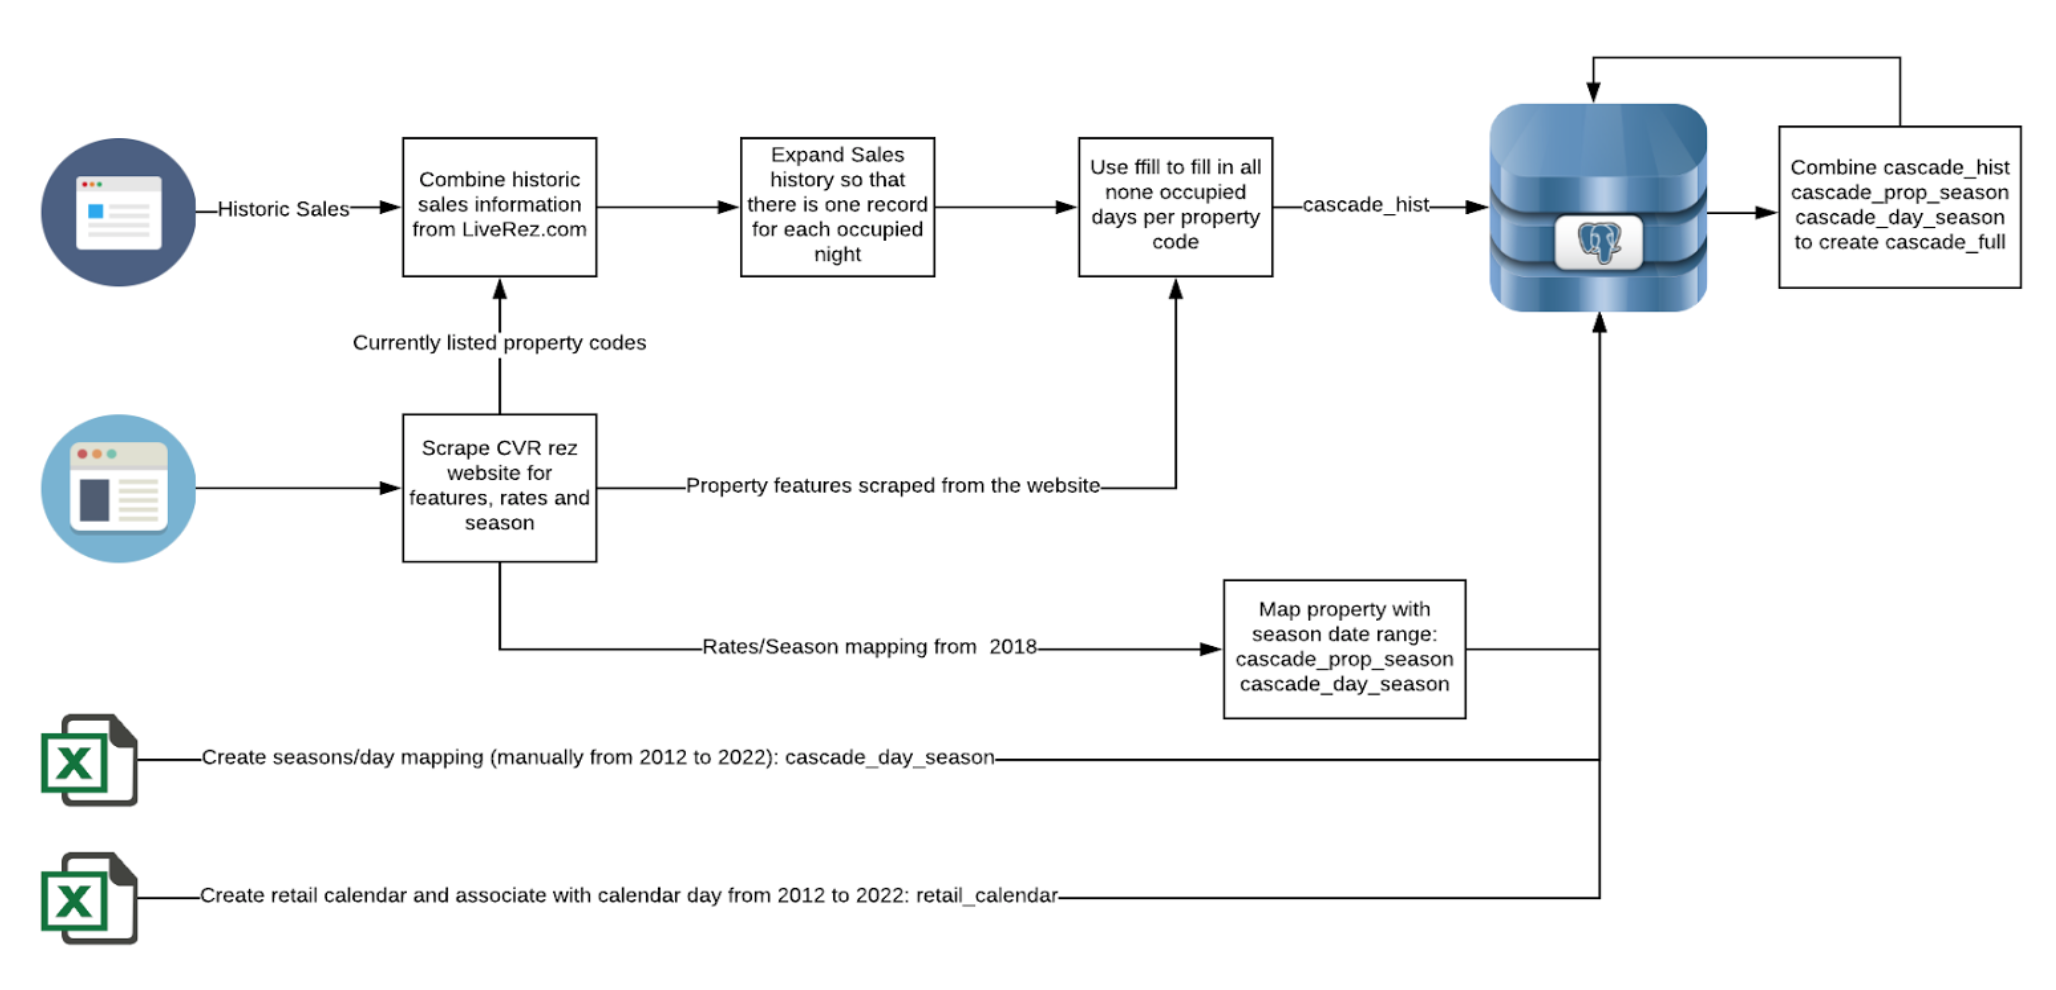 Historic Sales
Combine historic
sales information
from LiveRez.com
Expand Sales
history so that
there is one record
for each occupied
night
Use ffill to fill in all
none occupied
days per property
code
cascade_hist
Combine cascade_hist
cascade_prop_season
cascade_day_season
to create cascade_full
Currently listed property codes
Scrape CVR rez
website for
features, rates and
season
Property features scraped from the website
Rates/Season mapping from  2018
Map property with
season date range:
cascade_prop_season
cascade_day_season
X
Create seasons/day mapping (manually from 2012 to 2022): cascade_day_season
X
Create retail calendar and associate with calendar day from 2012 to 2022: retail_calendar